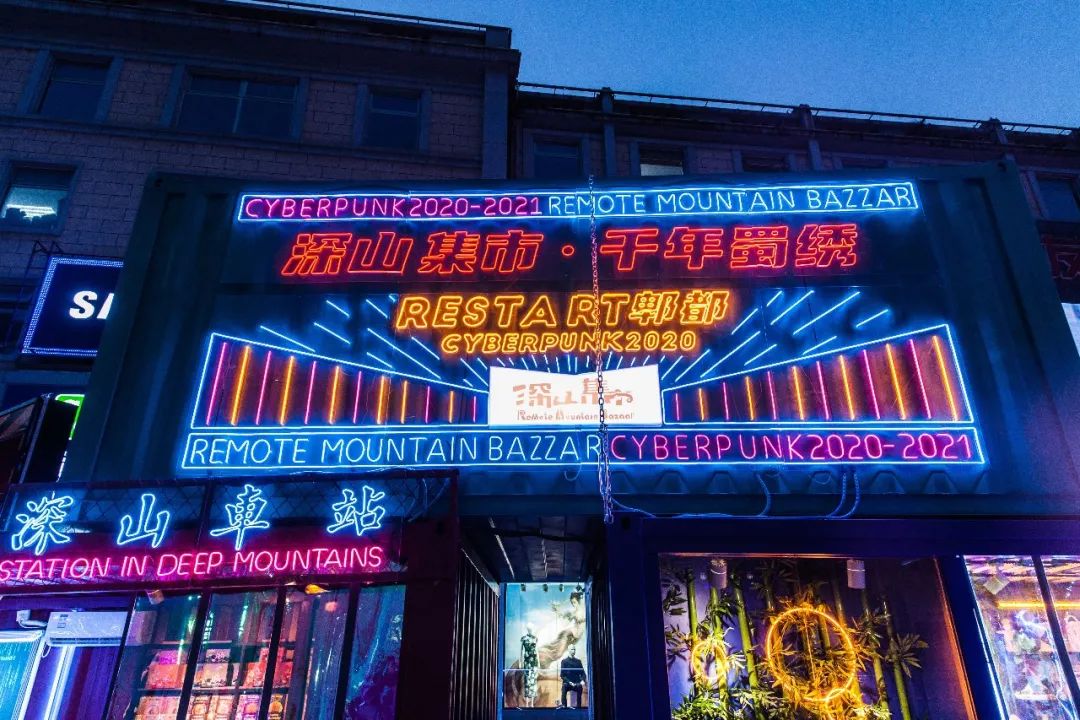 CYBERPUNK2020-2021 REMOTE MOUNTAIN BAZZAR
深山集市·千年蜀绣
RESTART郫都
CYBERPUNK2020
深山集市
Remote Mountain Bazaar
REMOTE MOUNTAIN BAZZAR CYBERPUNK2020-2021
深山車站
STATION IN DEEP MOUNTAINS